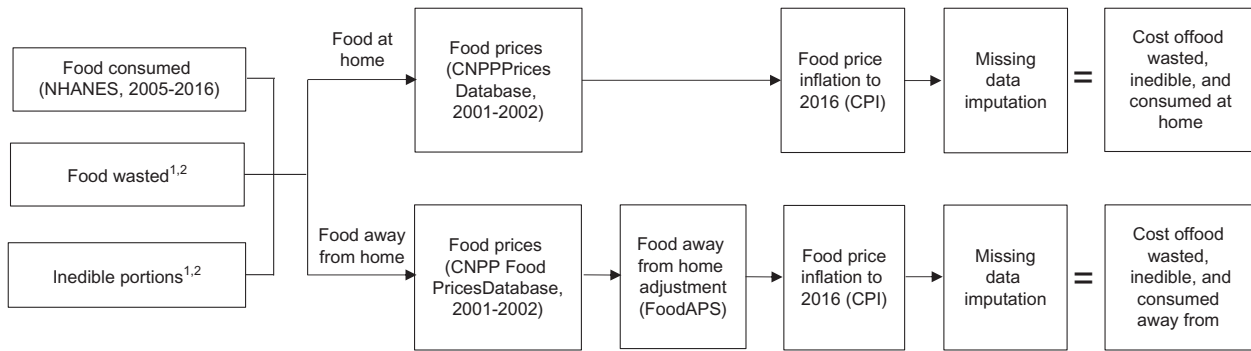 Food consumed
(NHANES, 2005-2016)
Food wasted1,2
Inedible portions1,2
Food at
home
Food prices
(CNPPPrices
Database,
2001-2002)
Food price
inflation to
2016 (CPI)
Missing
data
imputation
=
Cost offood
wasted,
inedible, and
consumed at
home
Food away
from home
Food prices
(CNPP Food
PricesDatabase,
2001-2002)
Food away
from home
adjustment
(FoodAPS)
Food price
inflation to
2016 (CPI)
Missing
data
imputation
=
Cost offood
wasted,
inedible, and
consumed
away from